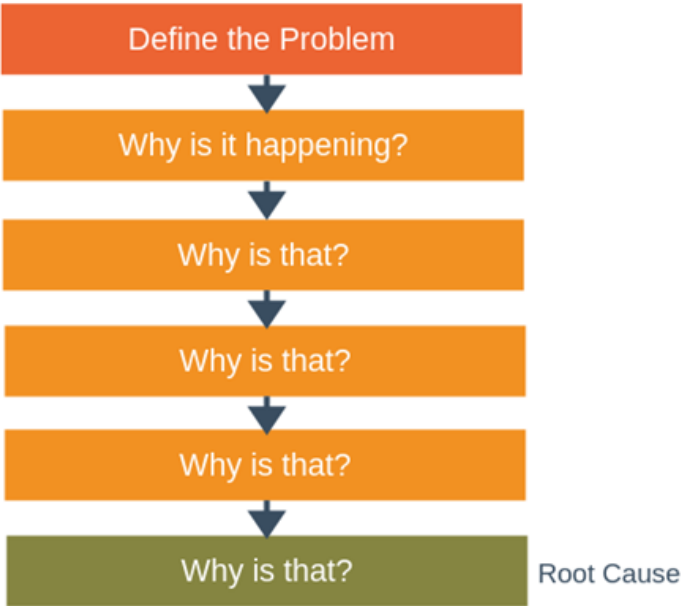 Define the Problem
Why is it happening?
Why is that?
Why is that?
Why is that?
Why is that?
Root Cause